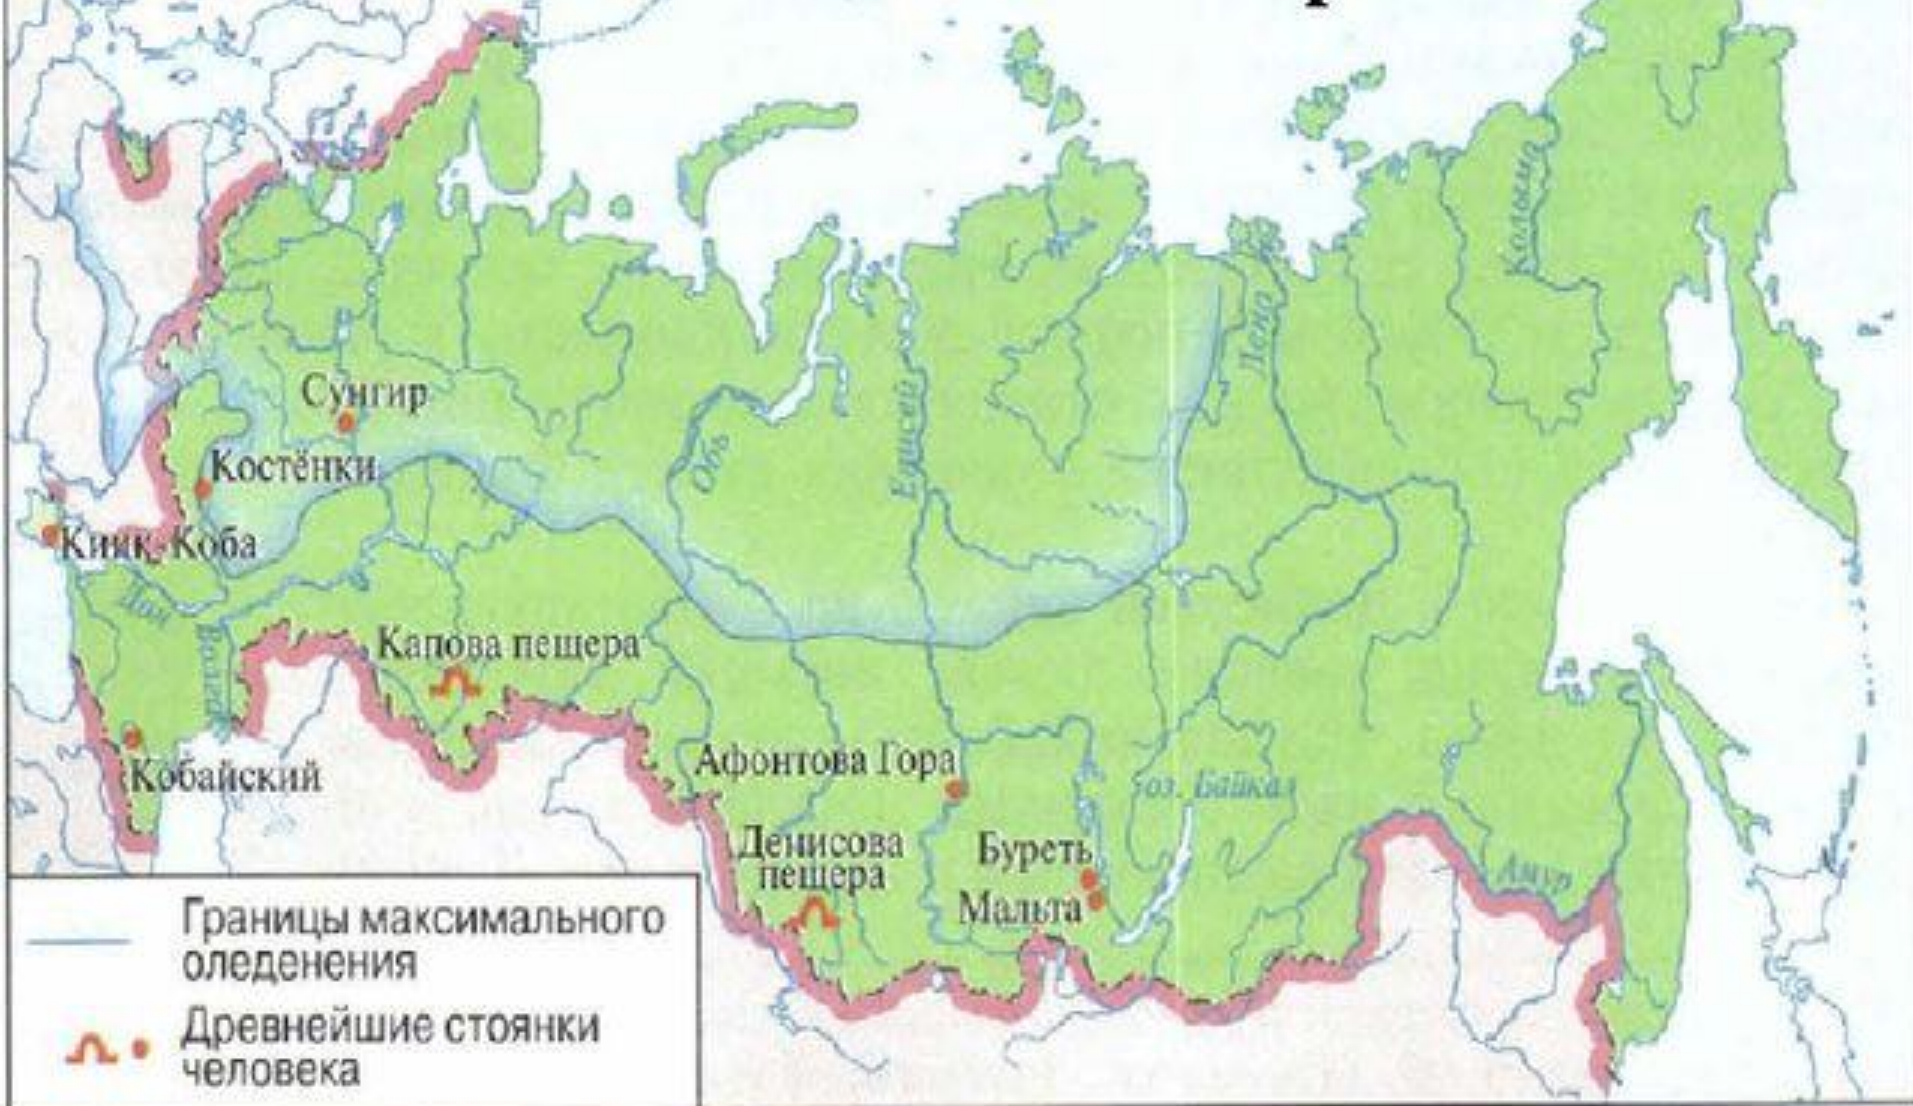 Колыма
Лена
Сунгир
Енисей
Обь
Костёнки
Киик-Коба
Дон
Волга
Капова пещера
Афонтова Гора
Кобайский
оз. Байкал
Денисова
пещера
Буреть
Мальта
Амур
Границы максимального
оледенения
Древнейшие стоянки
человека